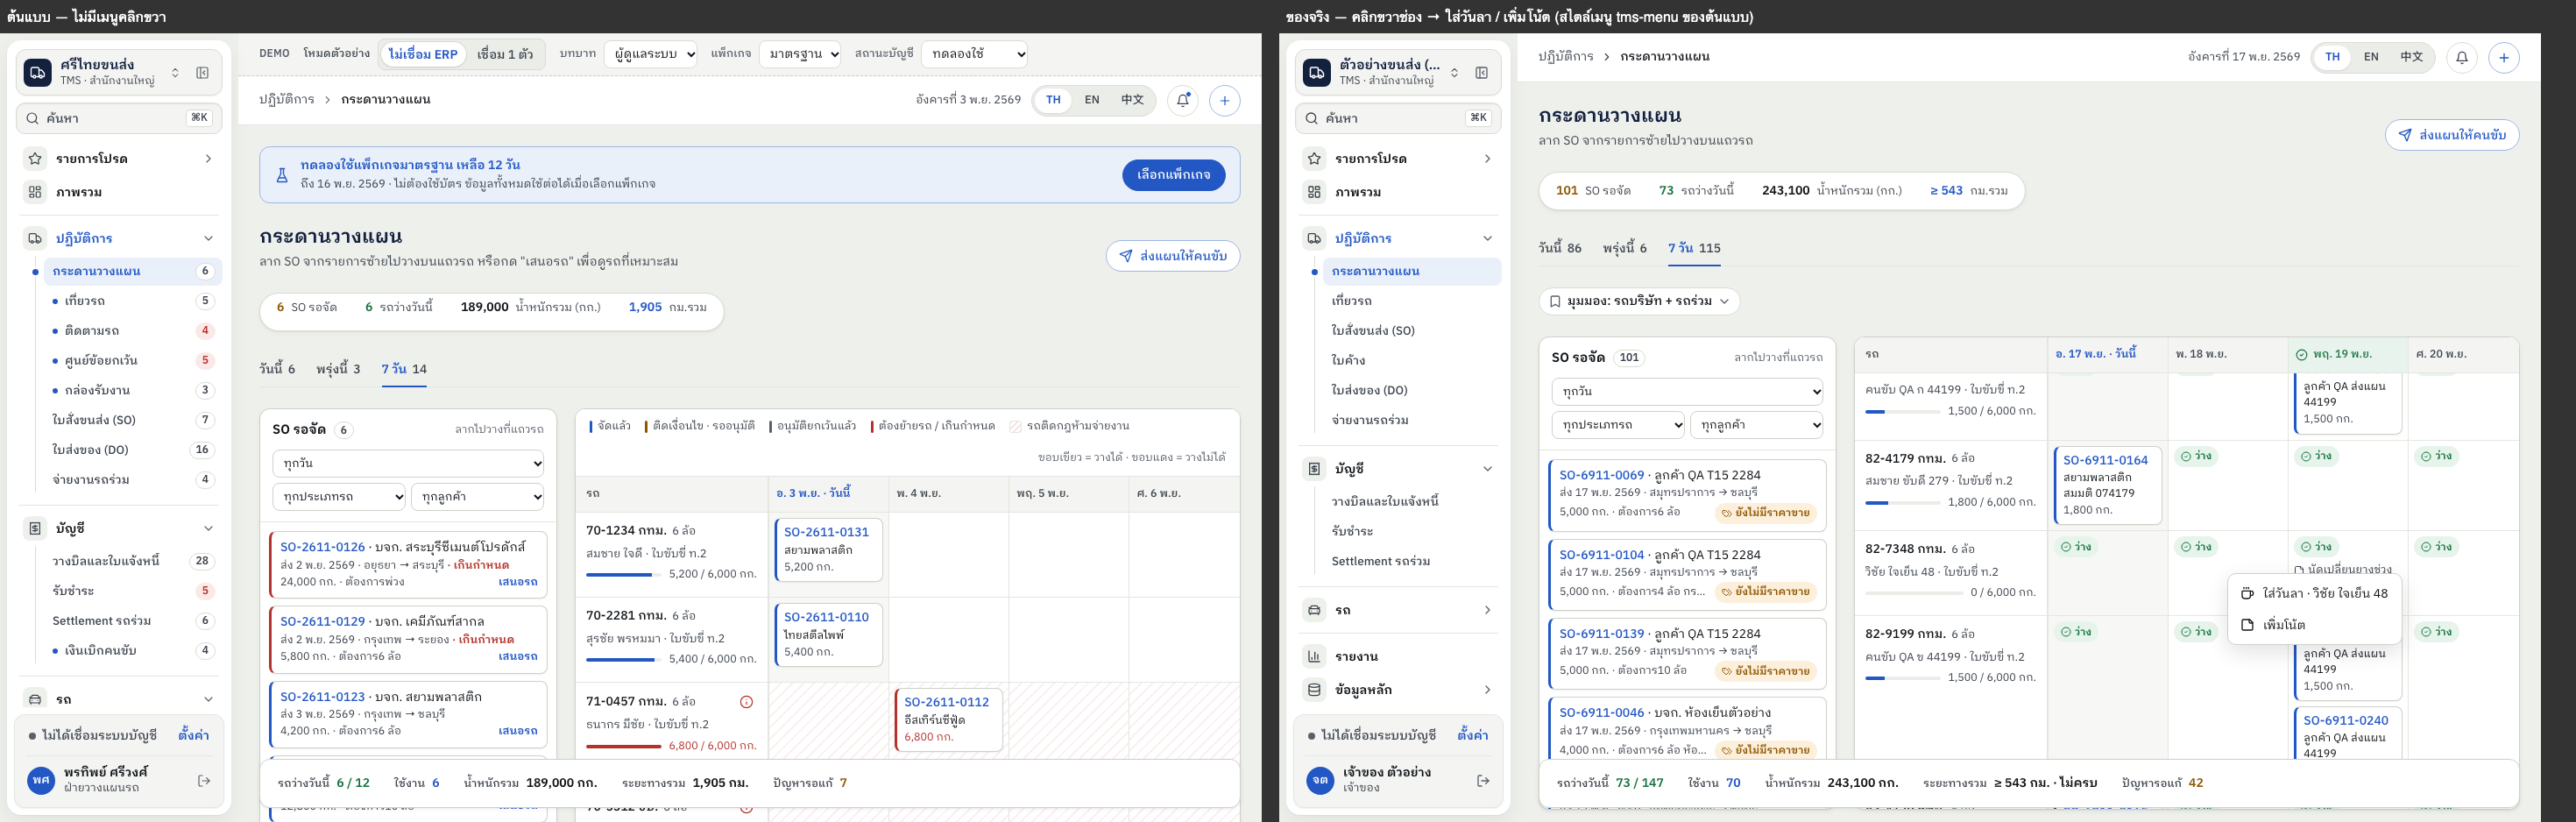 ต้นแบบ — ไม่มีเมนูคลิกขวา
ศรีไทยขนส่ง
TMS · สำนักงานใหญ่
ค้นหา
⌘K
รายการโปรด
ภาพรวม
ปฏิบัติการ
กระดานวางแผน 6
เที่ยวรถ 5
ติดตามรถ 4
ศูนย์ข้อยกเว้น 5
กล่องรับงาน 3
ใบสั่งขนส่ง (SO) 7
ใบส่งของ (DO) 16
จ่ายงานรถร่วม 4
บัญชี
วางบิลและใบแจ้งหนี้ 28
รับชำระ 5
Settlement รถร่วม 6
เงินเบิกคนขับ 4
รถ
ไม่ได้เชื่อมระบบบัญชี ตั้งค่า
พศ
พรทิพย์ ศรีวงศ์
ฝ่ายวางแผนรถ
DEMO โหมดตัวอย่าง ไม่เชื่อม ERP เชื่อม 1 ตัว บทบาท ผู้ดูแลระบบ แพ็กเกจ มาตรฐาน สถานะบัญชี ทดลองใช้
ปฏิบัติการ > กระดานวางแผน
อังคารที่ 3 พ.ย. 2569 TH EN 中文
ทดลองใช้แพ็กเกจมาตรฐาน เหลือ 12 วัน
ถึง 16 พ.ย. 2569 · ไม่ต้องใช้บัตร ข้อมูลทั้งหมดใช้ต่อได้เมื่อเลือกแพ็กเกจ
เลือกแพ็กเกจ
กระดานวางแผน
ลาก SO จากรายการซ้ายไปวางบนแถวรถ หรือกด "เสนอรถ" เพื่อดูรถที่เหมาะสม
ส่งแผนให้คนขับ
6 SO รอจัด 6 รถว่างวันนี้ 189,000 น้ำหนักรวม (กก.) 1,905 กม.รวม
วันนี้ 6 พรุ่งนี้ 3 7 วัน 14
SO รอจัด 6 ลากไปวางที่แถวรถ
ทุกวัน
ทุกประเภทรถ ทุกลูกค้า
SO-2611-0126 · บจก. สระบุรีซีเมนต์โปรดักส์
ส่ง 2 พ.ย. 2569 · อยุธยา → สระบุรี · เกินกำหนด
24,000 กก. · ต้องการพ่วง เสนอรถ
SO-2611-0129 · บจก. เคมีภัณฑ์สากล
ส่ง 2 พ.ย. 2569 · กรุงเทพ → ระยอง · เกินกำหนด
5,800 กก. · ต้องการ6 ล้อ เสนอรถ
SO-2611-0123 · บจก. สยามพลาสติก
ส่ง 3 พ.ย. 2569 · กรุงเทพ → ชลบุรี
4,200 กก. · ต้องการ6 ล้อ เสนอรถ
จัดแล้ว ติดเงื่อนไข · รออนุมัติ อนุมัติยกเว้นแล้ว ต้องย้ายรถ / เกินกำหนด รถติดกฎห้ามจ่ายงาน
ขอบเขียว = วางได้ · ขอบแดง = วางไม่ได้
รถ อ. 3 พ.ย. · วันนี้ พ. 4 พ.ย. พฤ. 5 พ.ย. ศ. 6 พ.ย.
70-1234 กทม. 6 ล้อ
สมชาย ใจดี · ใบขับขี่ ท.2
5,200 / 6,000 กก.
SO-2611-0131
สยามพลาสติก
5,200 กก.
70-2281 กทม. 6 ล้อ
สุรชัย พรหมมา · ใบขับขี่ ท.2
5,400 / 6,000 กก.
SO-2611-0110
ไทยสตีลไพพ์
5,400 กก.
71-0457 กทม. 6 ล้อ
ธนากร มีชัย · ใบขับขี่ ท.2
6,800 / 6,000 กก.
SO-2611-0112
อีสเทิร์นซีฟู้ด
6,800 กก.
รถว่างวันนี้ 6 / 12 ใช้งาน 6 น้ำหนักรวม 189,000 กก. ระยะทางรวม 1,905 กม. ปัญหารอแก้ 7
ของจริง — คลิกขวาช่อง → ใส่วันลา / เพิ่มโน้ต (สไตล์เมนู tms-menu ของต้นแบบ)
ตัวอย่างขนส่ง (...
TMS · สำนักงานใหญ่
ค้นหา
⌘K
รายการโปรด
ภาพรวม
ปฏิบัติการ
กระดานวางแผน
เที่ยวรถ
ใบสั่งขนส่ง (SO)
ใบค้าง
ใบส่งของ (DO)
จ่ายงานรถร่วม
บัญชี
วางบิลและใบแจ้งหนี้
รับชำระ
Settlement รถร่วม
รถ
รายงาน
ข้อมูลหลัก
ไม่ได้เชื่อมระบบบัญชี ตั้งค่า
จต
เจ้าของ ตัวอย่าง
เจ้าของ
ปฏิบัติการ > กระดานวางแผน
อังคารที่ 17 พ.ย. 2569 TH EN 中文
กระดานวางแผน
ลาก SO จากรายการซ้ายไปวางบนแถวรถ
ส่งแผนให้คนขับ
101 SO รอจัด 73 รถว่างวันนี้ 243,100 น้ำหนักรวม (กก.) ≥ 543 กม.รวม
วันนี้ 86 พรุ่งนี้ 6 7 วัน 115
มุมมอง: รถบริษัท + รถร่วม
SO รอจัด 101 ลากไปวางที่แถวรถ
ทุกวัน
ทุกประเภทรถ ทุกลูกค้า
SO-6911-0069 · ลูกค้า QA T15 2284
ส่ง 17 พ.ย. 2569 · สมุทรปราการ → ชลบุรี
5,000 กก. · ต้องการ6 ล้อ ยังไม่มีราคาขาย
SO-6911-0104 · ลูกค้า QA T15 2284
ส่ง 17 พ.ย. 2569 · สมุทรปราการ → ชลบุรี
5,000 กก. · ต้องการ4 ล้อ กร... ยังไม่มีราคาขาย
SO-6911-0139 · ลูกค้า QA T15 2284
ส่ง 17 พ.ย. 2569 · สมุทรปราการ → ชลบุรี
5,000 กก. · ต้องการ10 ล้อ ยังไม่มีราคาขาย
SO-6911-0046 · บจก. ห้องเย็นตัวอย่าง
ส่ง 17 พ.ย. 2569 · กรุงเทพมหานคร → ชลบุรี
4,000 กก. · ต้องการ6 ล้อ ห้อ... ยังไม่มีราคาขาย
รถ อ. 17 พ.ย. · วันนี้ พ. 18 พ.ย. พฤ. 19 พ.ย. ศ. 20 พ.ย.
คนขับ QA ก 44199 · ใบขับขี่ ท.2
1,500 / 6,000 กก.
ลูกค้า QA ส่งแผน
44199
1,500 กก.
82-4179 กทม. 6 ล้อ
สมชาย ขับดี 279 · ใบขับขี่ ท.2
1,800 / 6,000 กก.
SO-6911-0164
สยามพลาสติก
สมมติ 074179
1,800 กก.
ว่าง ว่าง ว่าง
82-7348 กทม. 6 ล้อ
วิชัย ใจเย็น 48 · ใบขับขี่ ท.2
0 / 6,000 กก.
ว่าง ว่าง ว่าง ว่าง
นัดเปลี่ยนยางช่วง
ใส่วันลา · วิชัย ใจเย็น 48
เพิ่มโน้ต
82-9199 กทม. 6 ล้อ
คนขับ QA ข 44199 · ใบขับขี่ ท.2
1,500 / 6,000 กก.
ว่าง ว่าง ว่าง
ลูกค้า QA ส่งแผน
44199
1,500 กก.
SO-6911-0240
ลูกค้า QA ส่งแผน
44199
รถว่างวันนี้ 73 / 147 ใช้งาน 70 น้ำหนักรวม 243,100 กก. ระยะทางรวม ≥ 543 กม. · ไม่ครบ ปัญหารอแก้ 42